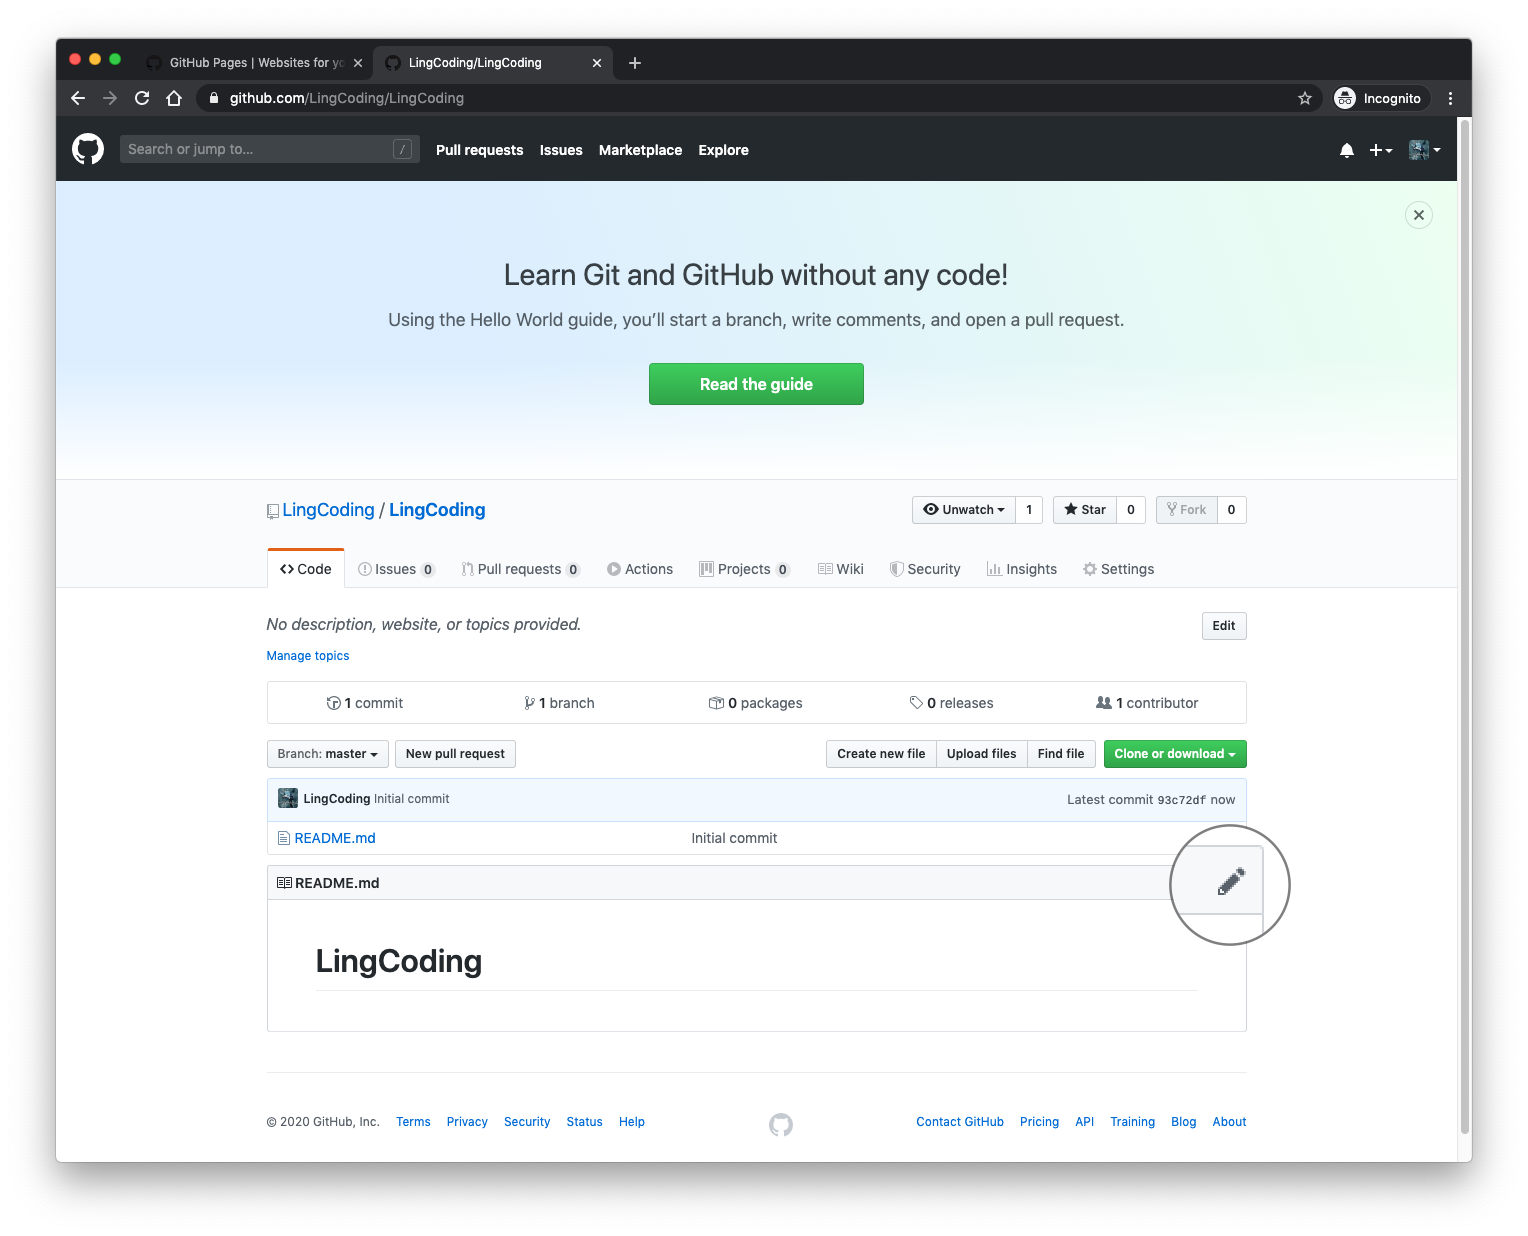 GitHub Pages | Websites for yo
LingCoding/LingCoding
github.com/LingCoding/LingCoding
Incognito
Search or jump to...
/
Pull requests
Issues
Marketplace
Explore
Learn Git and GitHub without any code!
Using the Hello World guide, you’ll start a branch, write comments, and open a pull request.
Read the guide
LingCoding / LingCoding
Unwatch 1
Star 0
Fork 0
Code
Issues 0
Pull requests 0
Actions
Projects 0
Wiki
Security
Insights
Settings
No description, website, or topics provided.
Edit
Manage topics
1 commit
1 branch
0 packages
0 releases
1 contributor
Branch: master
New pull request
Create new file
Upload files
Find file
Clone or download
LingCoding Initial commit
Latest commit 93c72df now
README.md
Initial commit
README.md
LingCoding
© 2020 GitHub, Inc.
Terms
Privacy
Security
Status
Help
Contact GitHub
Pricing
API
Training
Blog
About